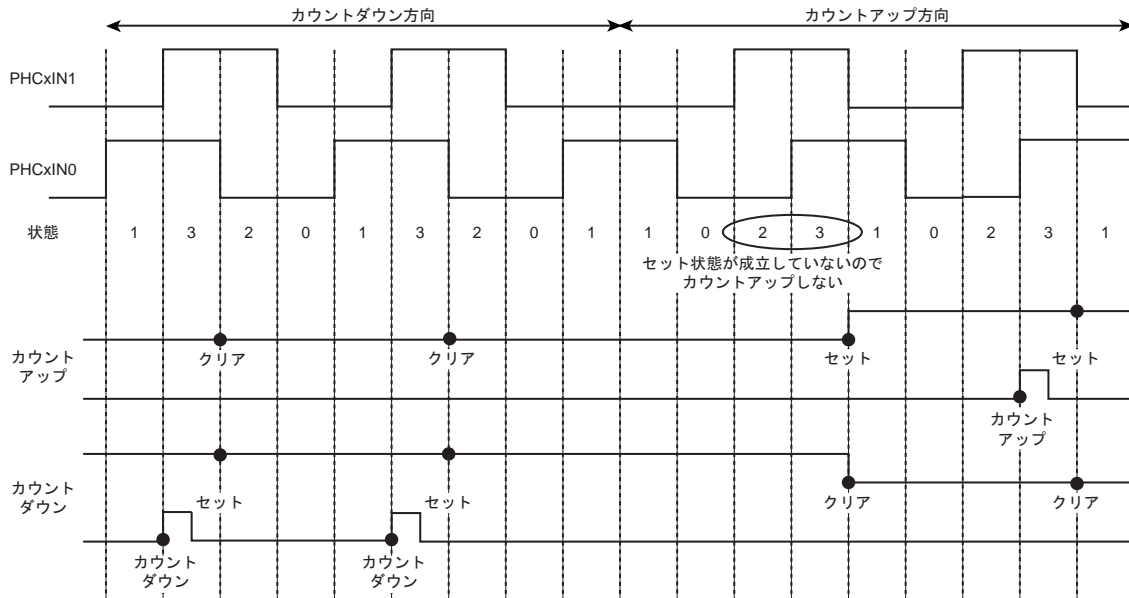 カウントダウン方向
カウントアップ方向
PHCxIN1
PHCxIN0
状態
1 3 2 0 1 3 2 0 1 1 0 2 3 1 0 2 3 1
セット状態が成立していないので
カウントアップしない
カウント
アップ
クリア
クリア
セット
セット
カウント
アップ
カウント
ダウン
セット
セット
クリア
クリア
カウント
ダウン
カウント
ダウン